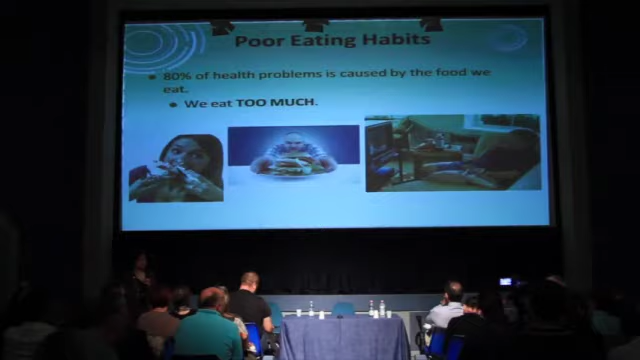 Poor Eating Habits
80% of health problems is caused by the food we
eat.
We eat TOO MUCH.